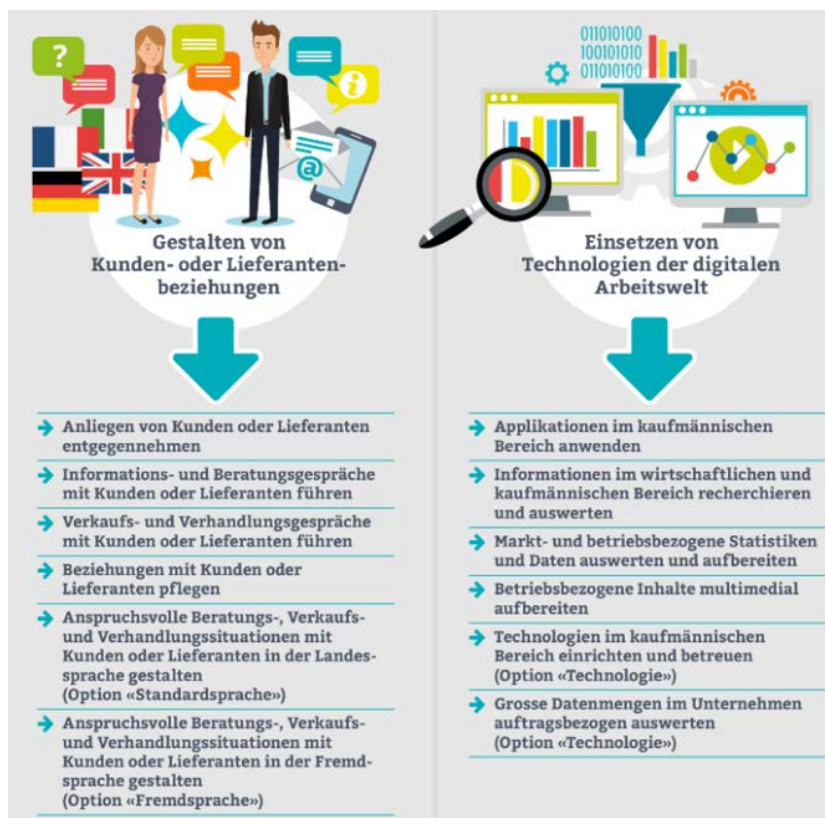 ?
i
@
Gestalten von
Kunden- oder Lieferanten-
beziehungen
Anliegen von Kunden oder Lieferanten
entgegennehmen
Informations- und Beratungsgespräche
mit Kunden oder Lieferanten führen
Verkaufs- und Verhandlungsgespräche
mit Kunden oder Lieferanten führen
Beziehungen mit Kunden oder
Lieferanten pflegen
Anspruchsvolle Beratungs-, Verkaufs-
und Verhandlungssituationen mit
Kunden oder Lieferanten in der Landes-
sprache gestalten
(Option «Standardsprache»)
Anspruchsvolle Beratungs-, Verkaufs-
und Verhandlungssituationen mit
Kunden oder Lieferanten in der Fremd-
sprache gestalten
(Option «Fremdsprache»)
011010100
100101010
011010100
Einsetzen von
Technologien der digitalen
Arbeitswelt
Applikationen im kaufmännischen
Bereich anwenden
Informationen im wirtschaftlichen und
kaufmännischen Bereich recherchieren
und auswerten
Markt- und betriebsbezogene Statistiken
und Daten auswerten und aufbereiten
Betriebsbezogene Inhalte multimedial
aufbereiten
Technologien im kaufmännischen
Bereich einrichten und betreuen
(Option «Technologie»)
Grosse Datenmengen im Unternehmen
auftragsbezogen auswerten
(Option «Technologie»)